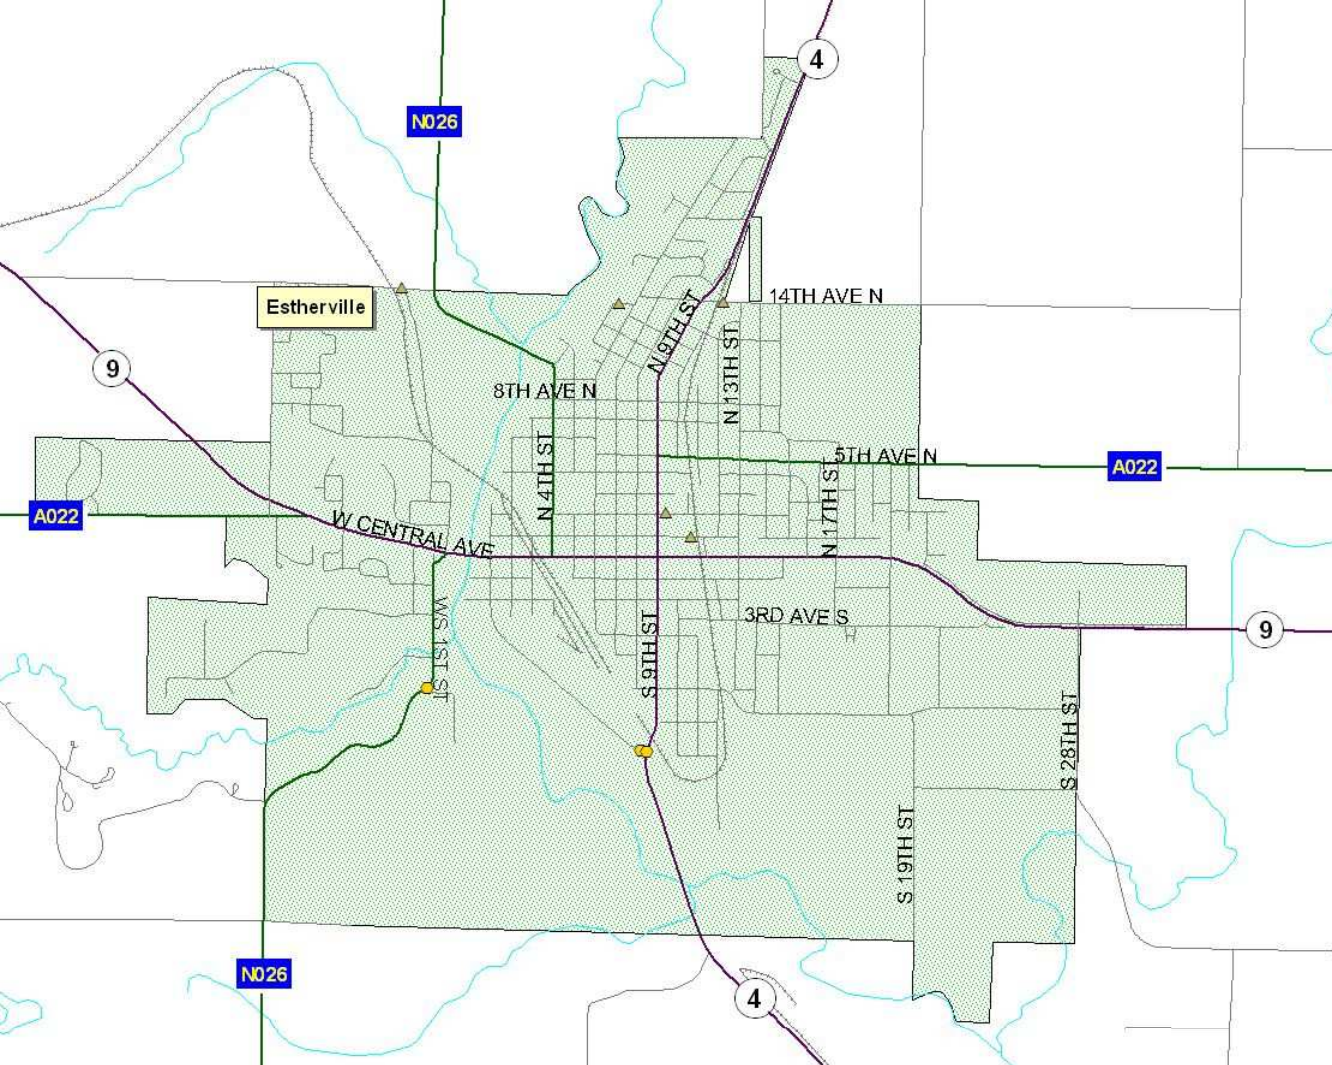 4
N026
14TH AVE N
Estherville
N 9TH ST
9
N 13TH ST
8TH AVE N
5TH AVE N
A022
N 4TH ST
N 17TH ST
A022
W CENTRAL AVE
3RD AVE S
9
WS 1ST ST
S 9TH ST
S 28TH ST
S 19TH ST
N026
4